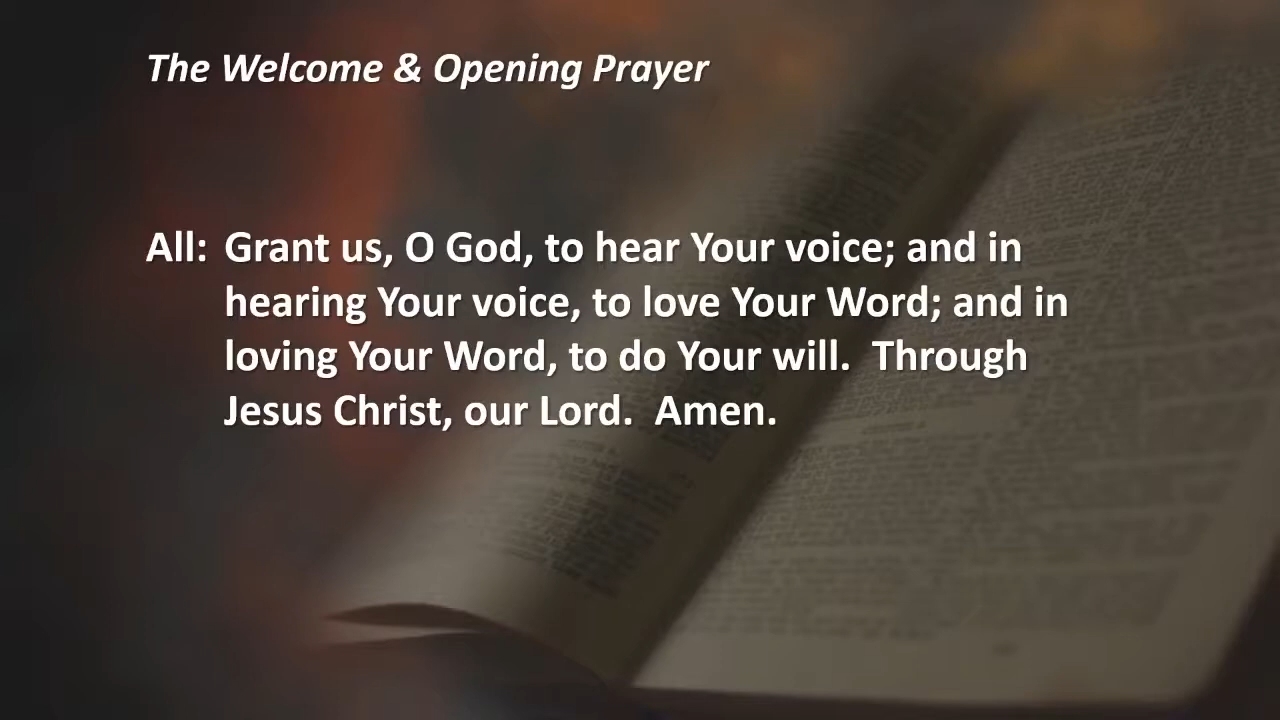 The Welcome & Opening Prayer
All: Grant us, O God, to hear Your voice; and in
hearing Your voice, to love Your Word; and in
loving Your Word, to do Your will.  Through
Jesus Christ, our Lord.  Amen.